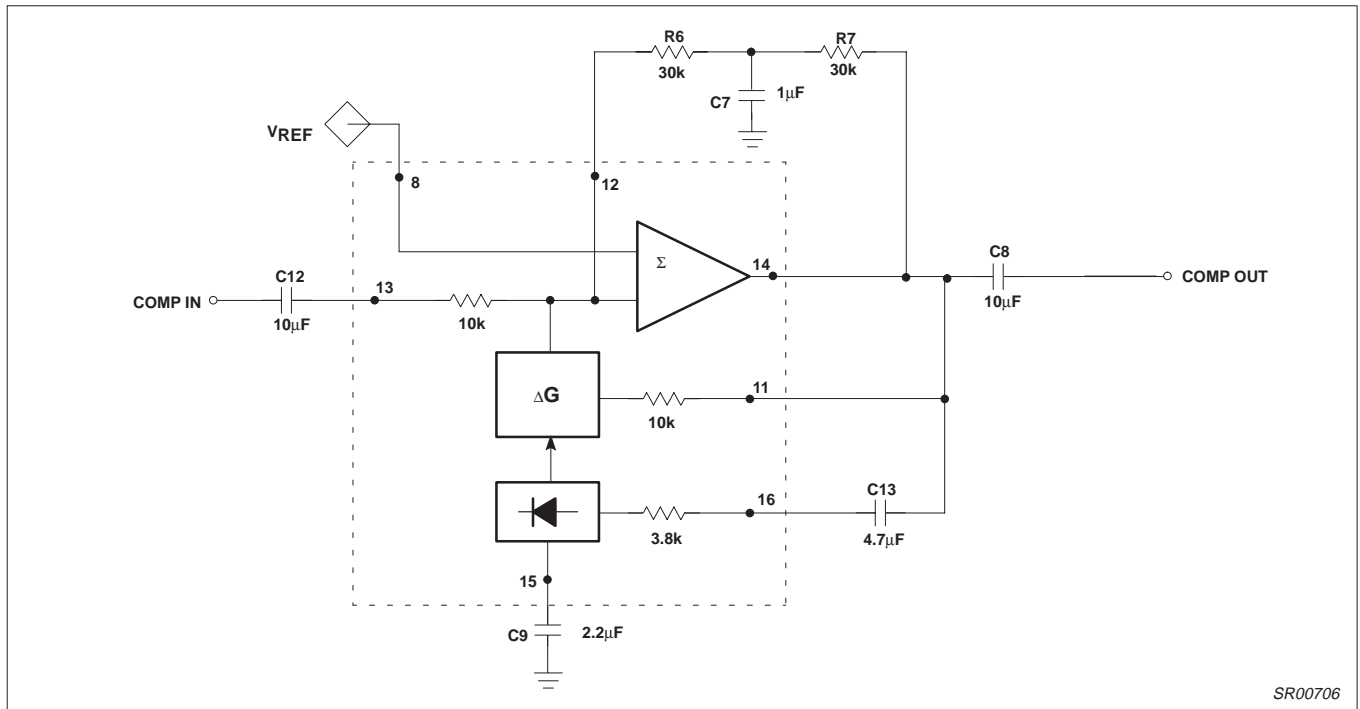 R6
R7
30k
30k
C7
1μF
VREF
8
12
Σ
14
C8
C12
13
COMP IN
COMP OUT
10μF
10k
10μF
ΔG
11
10k
16
C13
3.8k
4.7μF
15
C9
2.2μF
SR00706